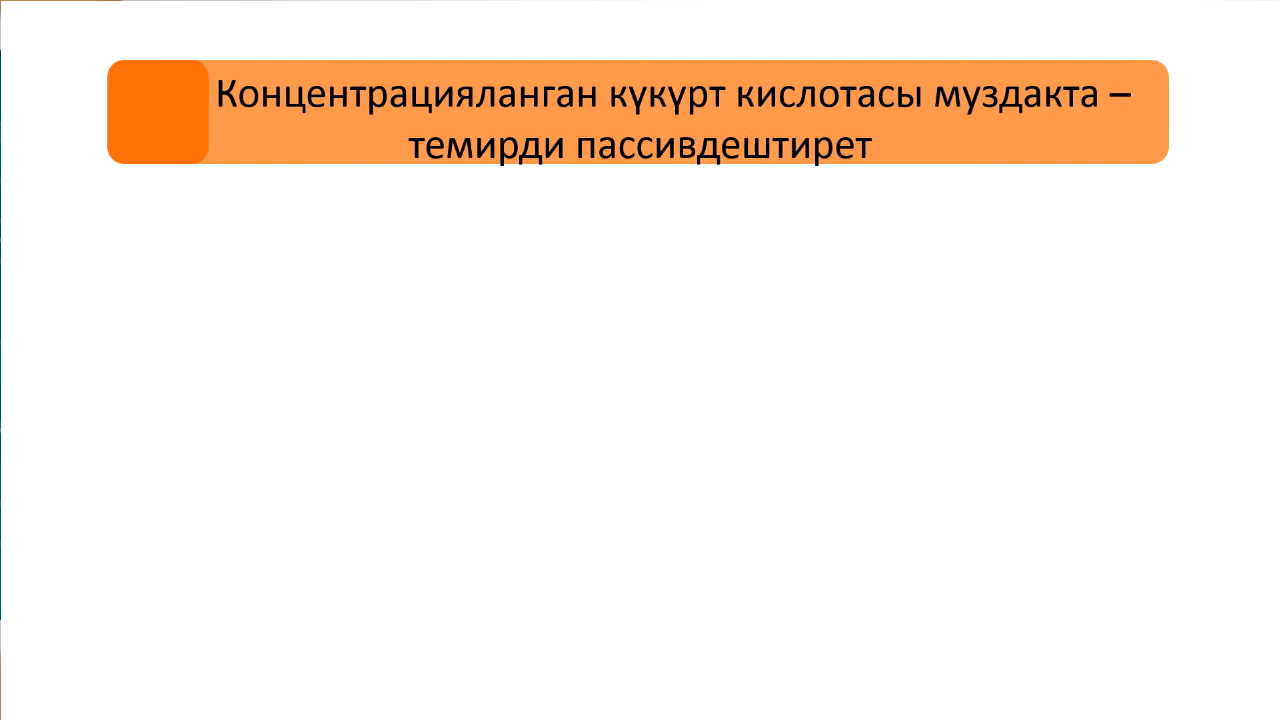 Концентрацияланган күкүрт кислотасы муздакта –
темирди пассивдештирет